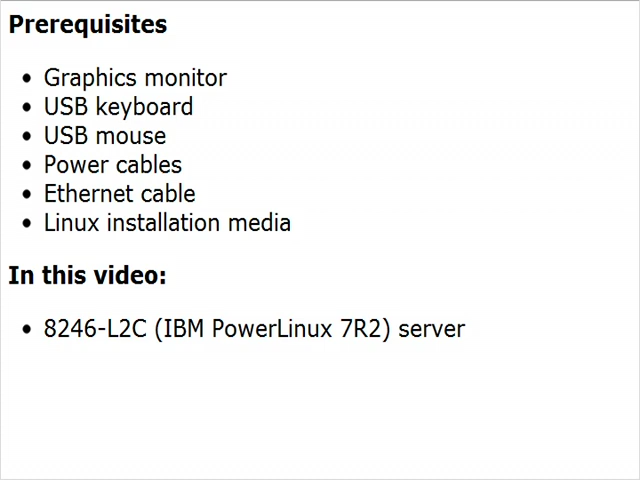 Prerequisites
• Graphics monitor
• USB keyboard
• USB mouse
• Power cables
• Ethernet cable
• Linux installation media
In this video:
• 8246-L2C (IBM PowerLinux 7R2) server